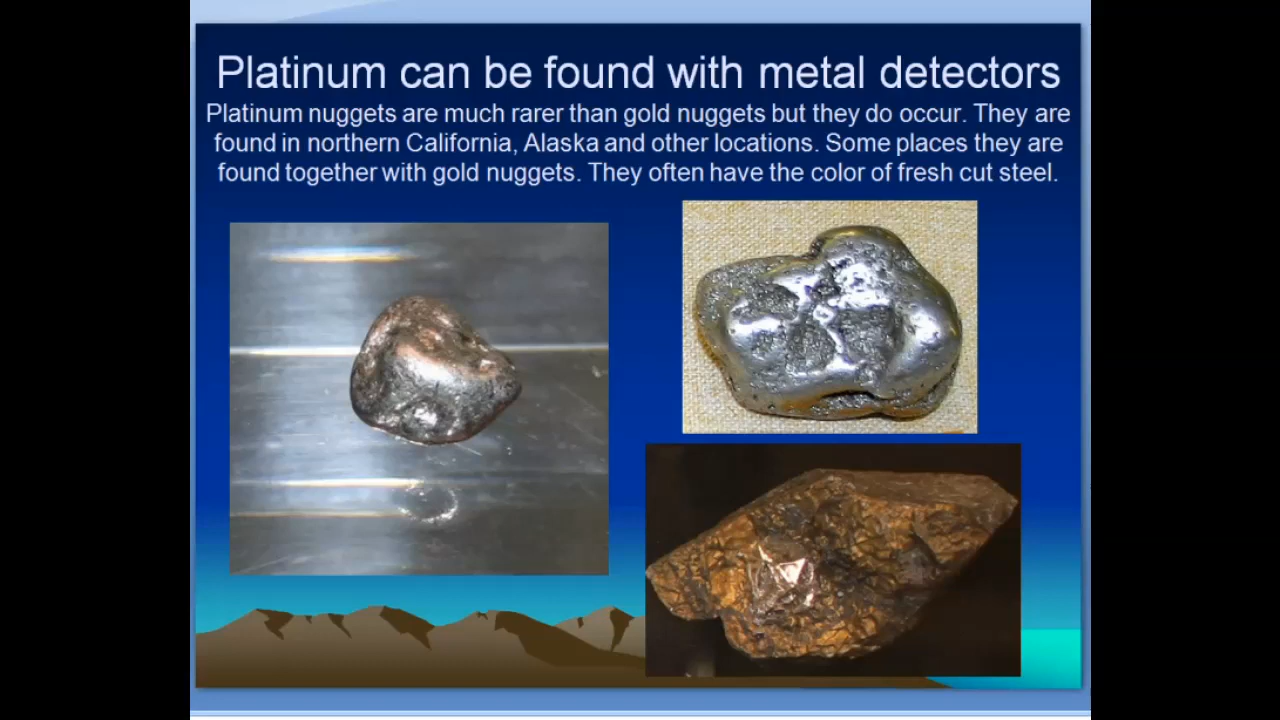 Platinum can be found with metal detectors
Platinum nuggets are much rarer than gold nuggets but they do occur. They are
found in northern California, Alaska and other locations. Some places they are
found together with gold nuggets. They often have the color of fresh cut steel.